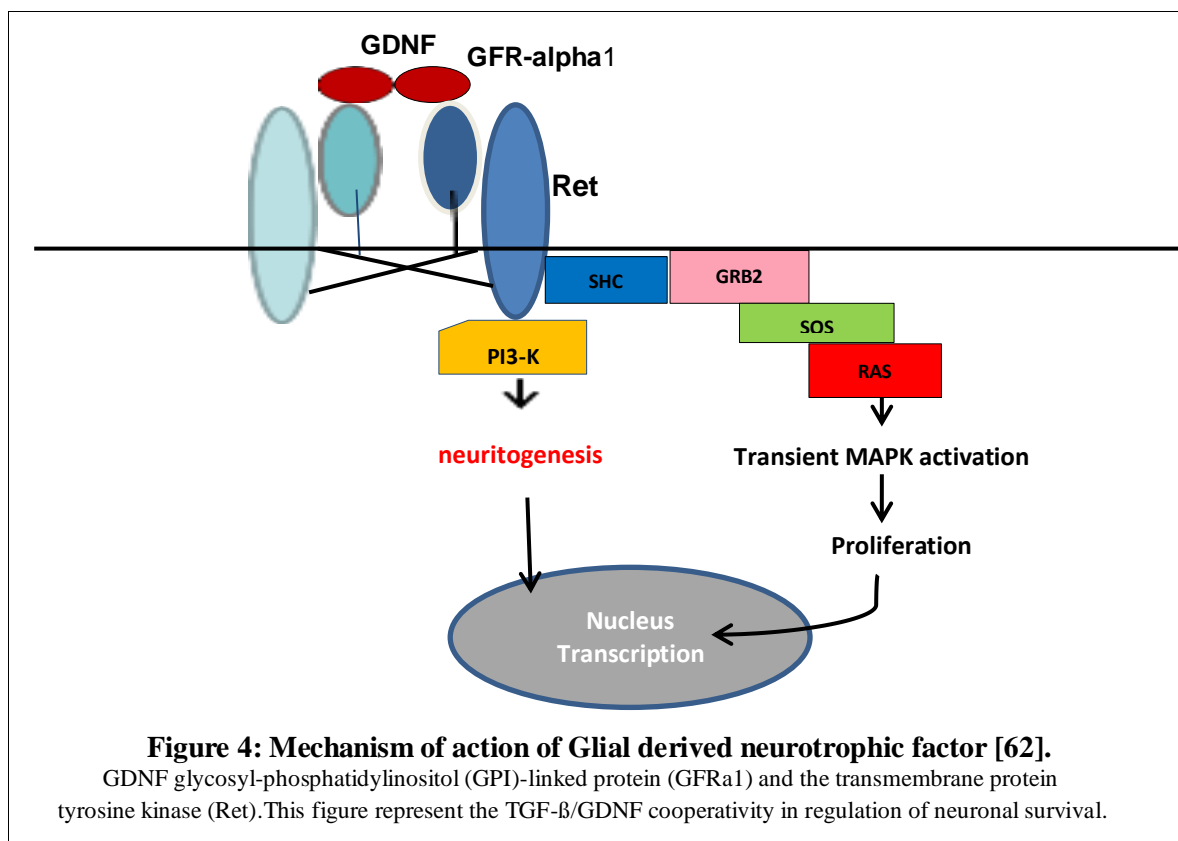 GDNF
GFR-alpha1
Ret
SHC
GRB2
SOS
RAS
PI3-K
neuritogenesis
Transient MAPK activation
Proliferation
Nucleus
Transcription
Figure 4: Mechanism of action of Glial derived neurotrophic factor [62].
GDNF glycosyl-phosphatidylinositol (GPI)-linked protein (GFRa1) and the transmembrane protein
tyrosine kinase (Ret).This figure represent the TGF-ß/GDNF cooperativity in regulation of neuronal survival.